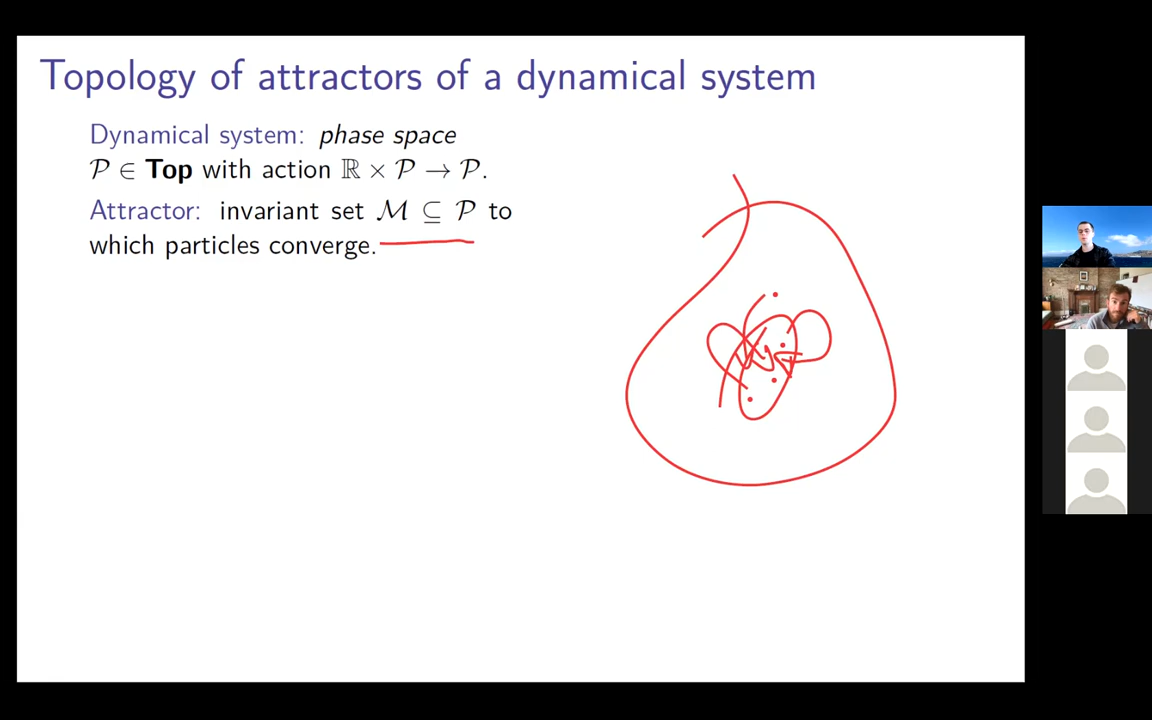 Topology of attractors of a dynamical system
Dynamical system: phase space
𝒫 ∈ Top with action ℝ × 𝒫 → 𝒫.
Attractor: invariant set ℳ ⊆ 𝒫 to
which particles converge.